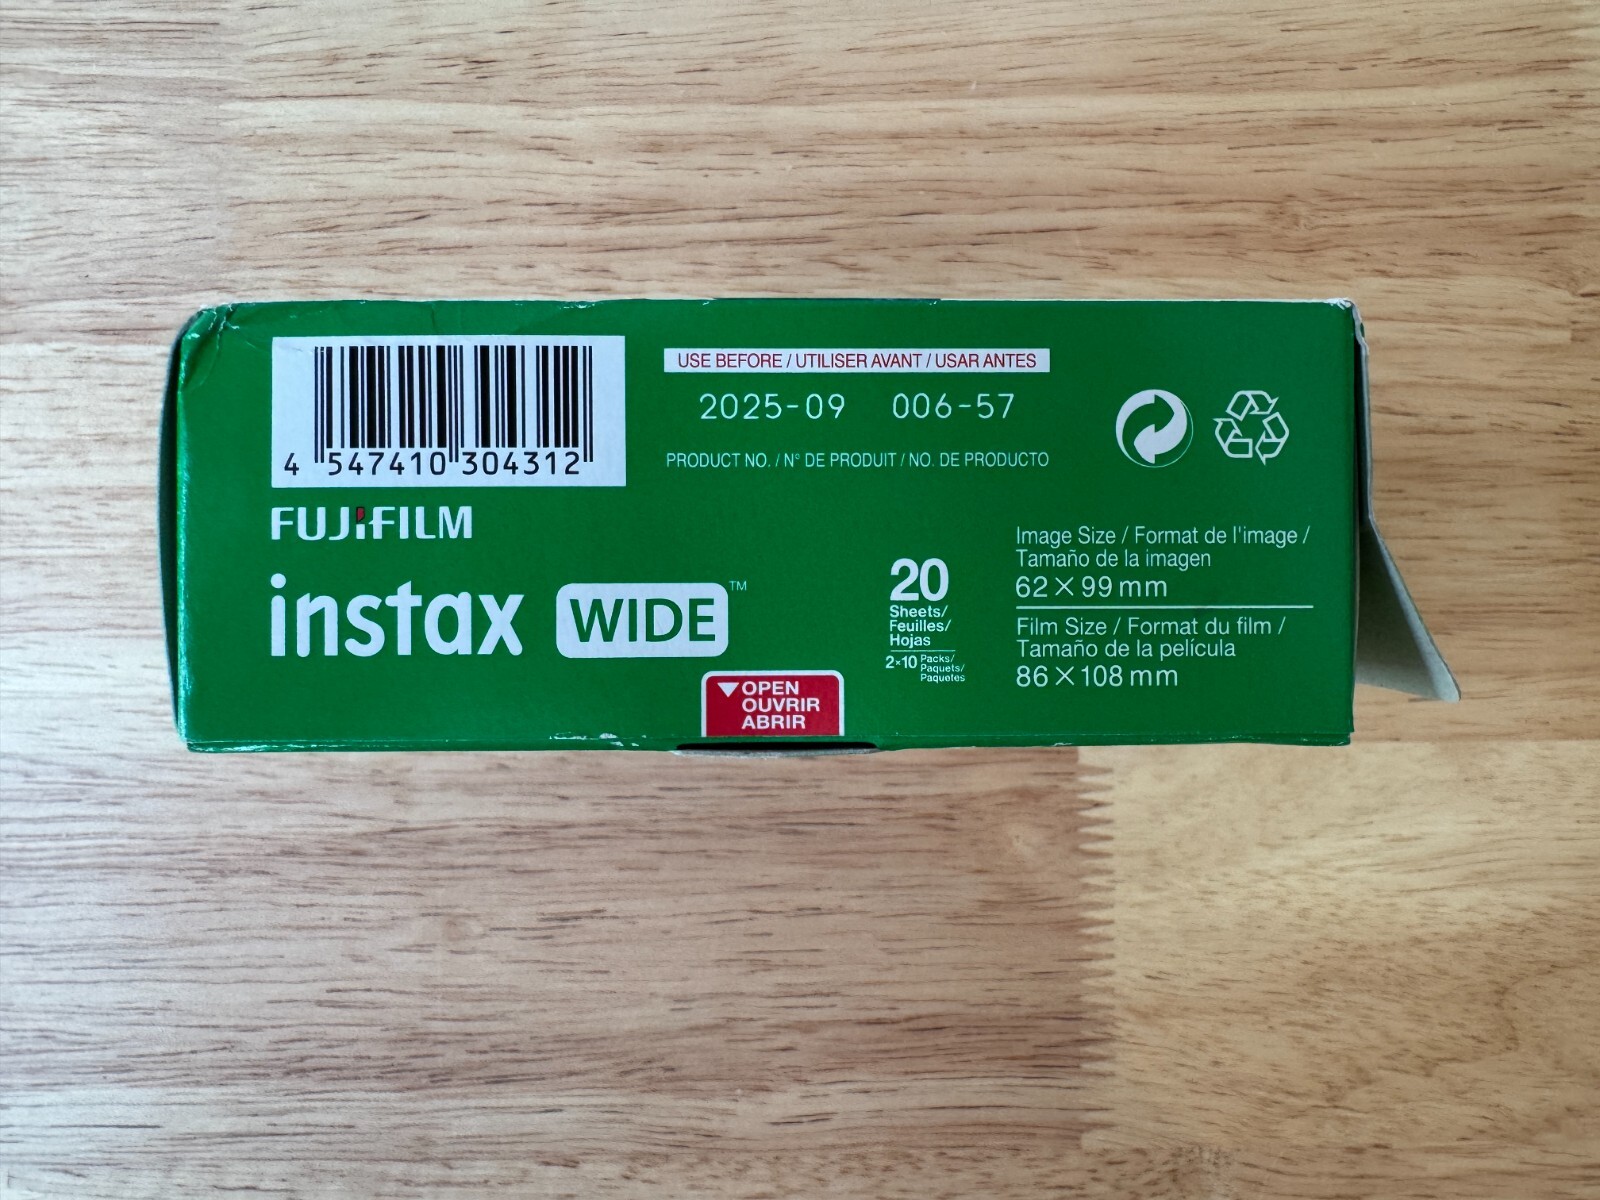 4 547410 304312
USE BEFORE / UTILISER AVANT / USAR ANTES
2025-09 006-57
PRODUCT NO. / N° DE PRODUIT / NO. DE PRODUCTO
FUJIFILM
instax WIDE™
OPEN
OUVRIR
ABRIR
20
Sheets/
Feuilles/
Hojas
2×10 Packs/
Paquets/
Paquetes
Image Size / Format de l'image /
Tamaño de la imagen
62×99 mm
Film Size / Format du film /
Tamaño de la película
86×108 mm